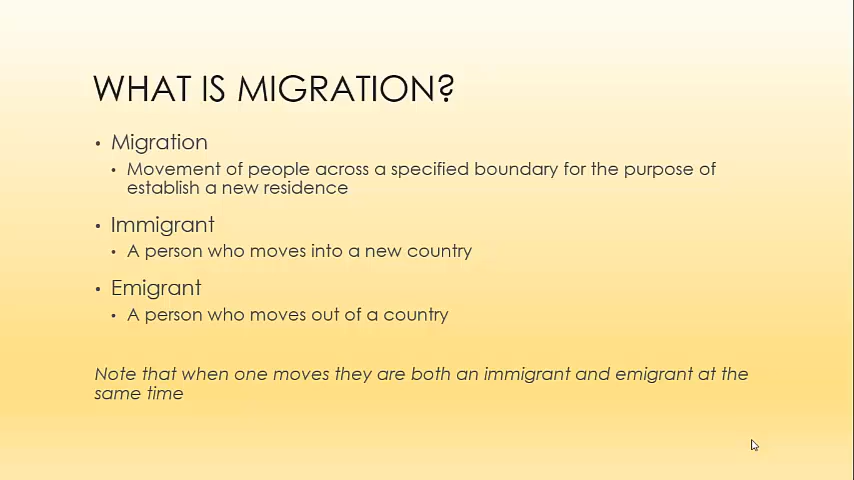 WHAT IS MIGRATION?
• Migration
• Movement of people across a specified boundary for the purpose of
establish a new residence
• Immigrant
• A person who moves into a new country
• Emigrant
• A person who moves out of a country
Note that when one moves they are both an immigrant and emigrant at the
same time